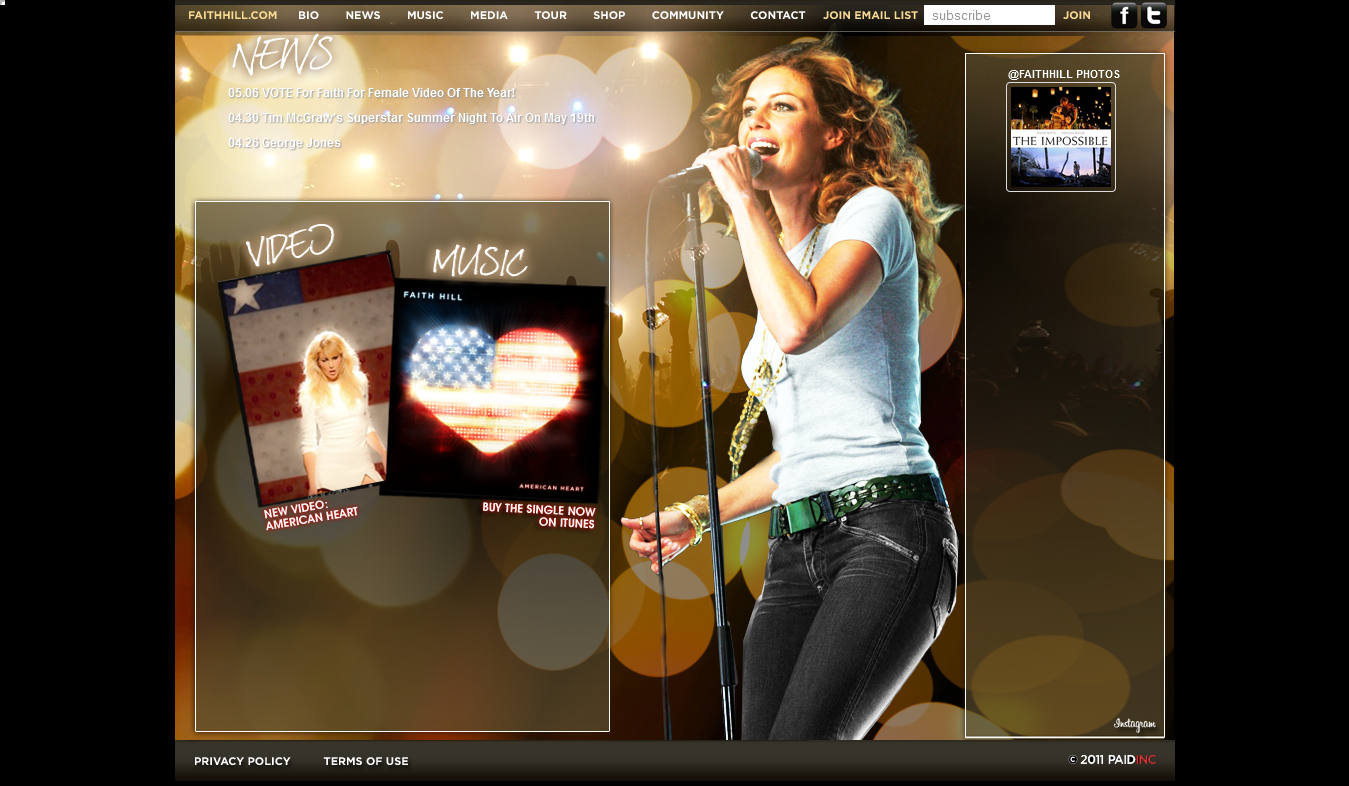 FAITHHILL.COM BIO NEWS MUSIC MEDIA TOUR SHOP COMMUNITY CONTACT JOIN EMAIL LIST subscribe JOIN f t
NEWS
05.06 VOTE For Faith For Female Video Of The Year!
04.30 Tim McGraw's Superstar Summer Night To Air On May 19th
04.26 George Jones
@FAITHHILL PHOTOS
THE IMPOSSIBLE
VIDEO
MUSIC
FAITH HILL
AMERICAN HEART
NEW VIDEO:
AMERICAN HEART
BUY THE SINGLE NOW
ON ITUNES
Instagram
PRIVACY POLICY TERMS OF USE © 2011 PAIDINC